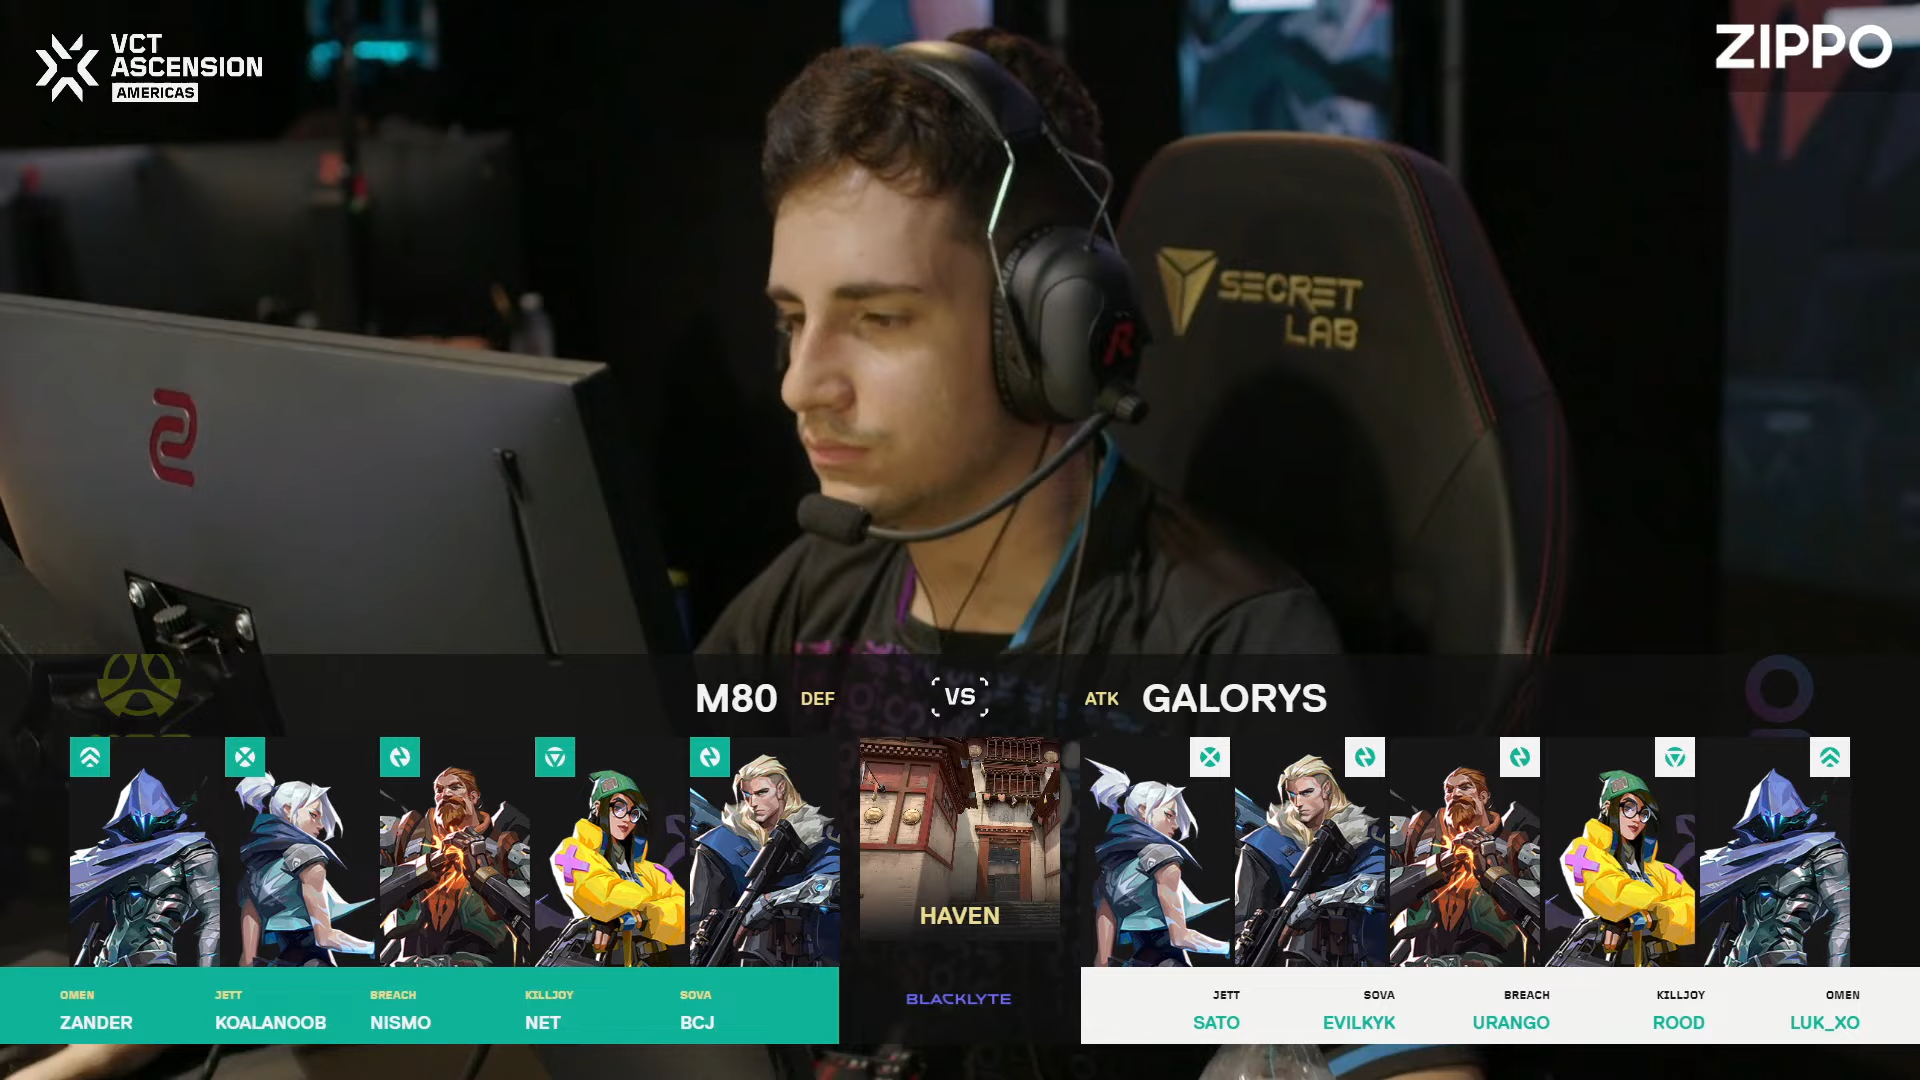 VCT
ASCENSION
AMERICAS
ZIPPO
SECRET
LAB
M80 DEF VS ATK GALORYS
HAVEN
OMEN JETT BREACH KILLJOY SOVA
ZANDER KOALANOOB NISMO NET BCJ
BLACKLYTE
JETT SOVA BREACH KILLJOY OMEN
SATO EVILKYK URANGO ROOD LUK_XO